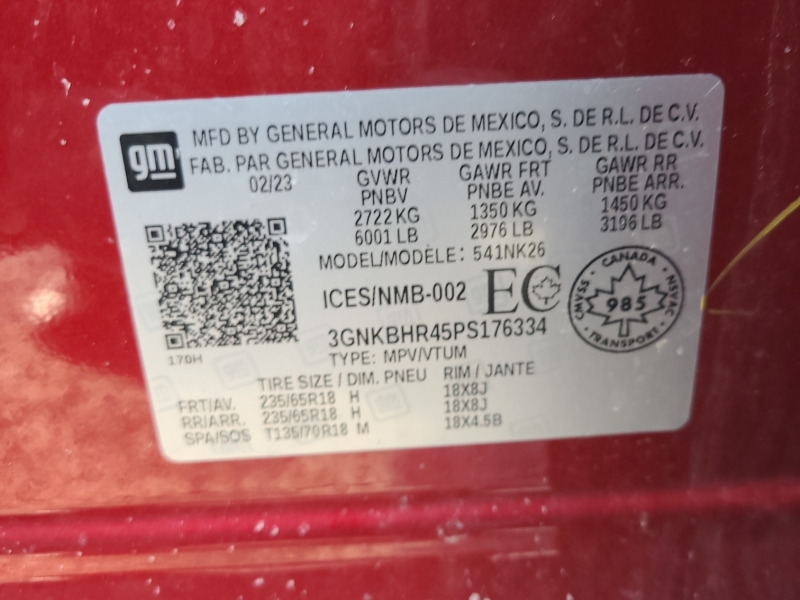 gm
MFD BY GENERAL MOTORS DE MEXICO, S. DE R.L. DE C.V.
FAB. PAR GENERAL MOTORS DE MEXICO, S. DE R.L. DE C.V.
02/23 GVWR GAWR FRT GAWR RR
PNBV PNBE AV. PNBE ARR.
2722 KG 1350 KG 1450 KG
6001 LB 2976 LB 3196 LB
MODEL/MODÈLE: 541NK26
ICES/NMB-002 EC
CANADA
CMVSS 985 NSVAC
TRANSPORT
3GNKBHR45PS176334
170H TYPE: MPV/VTUM
TIRE SIZE / DIM. PNEU RIM / JANTE
FRT/AV. 235/65R18 H 18X8J
RR/ARR. 235/65R18 H 18X8J
SPA/SOS T135/70R18 M 18X4.5B